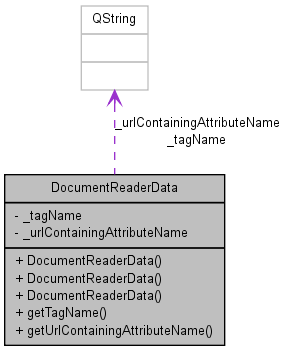 QString
_urlContainingAttributeName
_tagName
DocumentReaderData
- _tagName
- _urlContainingAttributeName
+ DocumentReaderData()
+ DocumentReaderData()
+ DocumentReaderData()
+ getTagName()
+ getUrlContainingAttributeName()